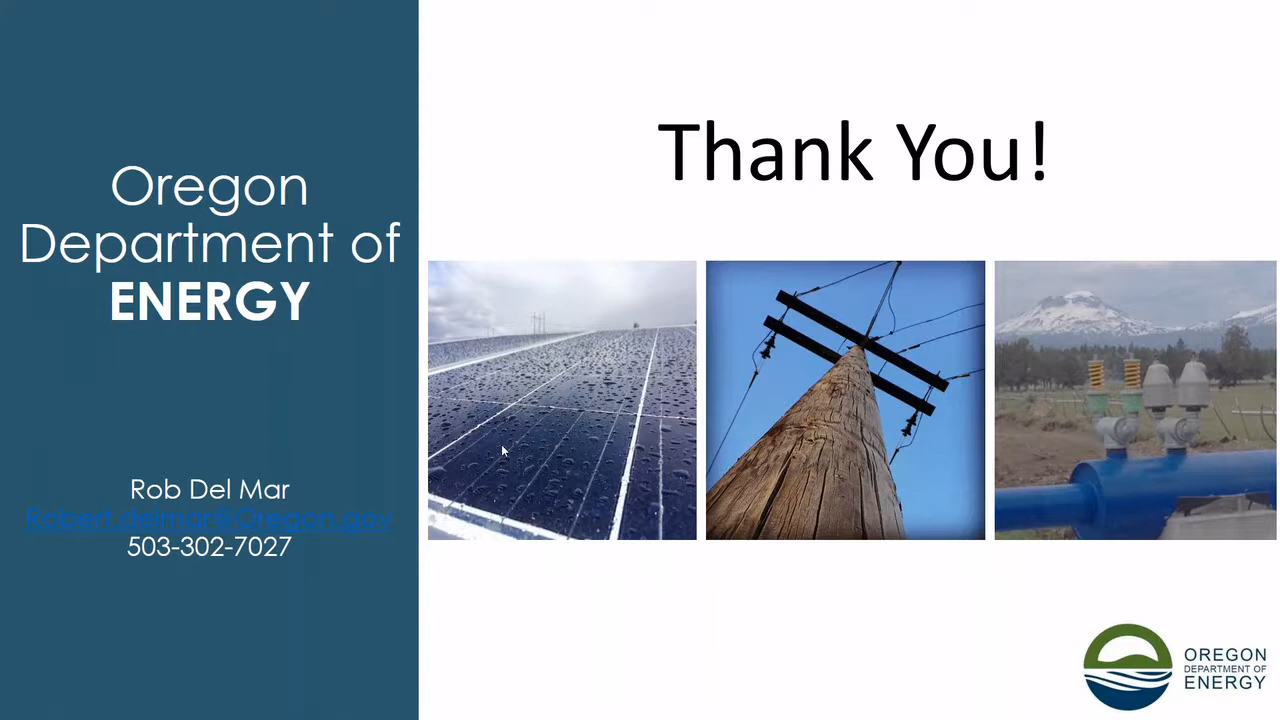 Oregon
Department of
ENERGY
Rob Del Mar
Robert.delmar@Oregon.gov
503-302-7027
Thank You!
OREGON
DEPARTMENT OF
ENERGY